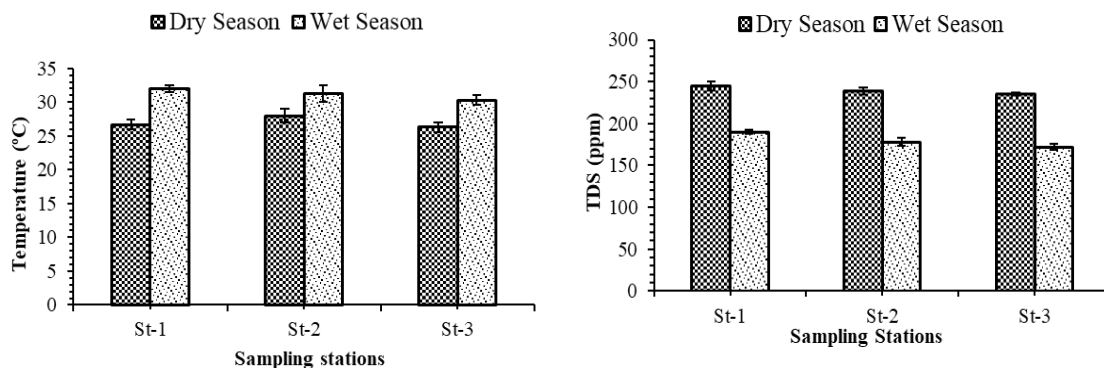 Dry Season Wet Season
Temperature (°C)
35
30
25
20
15
10
5
0
St-1 St-2 St-3
Sampling stations
Dry Season Wet Season
TDS (ppm)
300
250
200
150
100
50
0
St-1 St-2 St-3
Sampling Stations